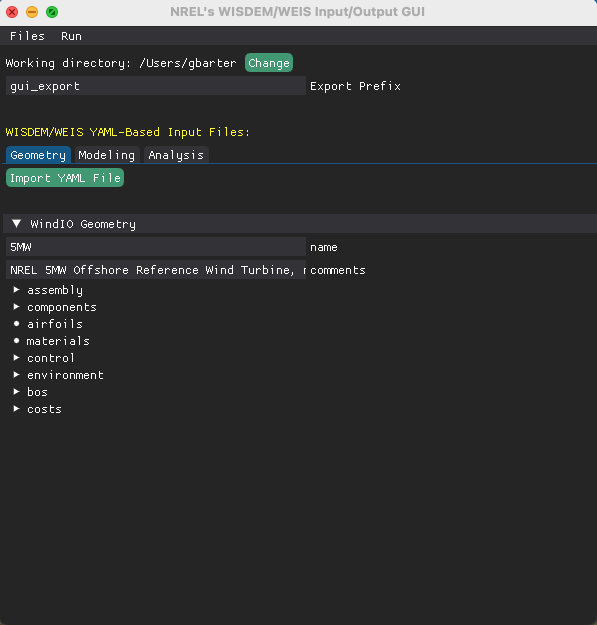 NREL's WISDEM/WEIS Input/Output GUI
Files Run
Working directory: /Users/gbarter Change
gui_export Export Prefix
WISDEM/WEIS YAML-Based Input Files:
Geometry Modeling Analysis
Import YAML File
WindIO Geometry
5MW name
NREL 5MW Offshore Reference Wind Turbine, comments
assembly
components
airfoils
materials
control
environment
bos
costs